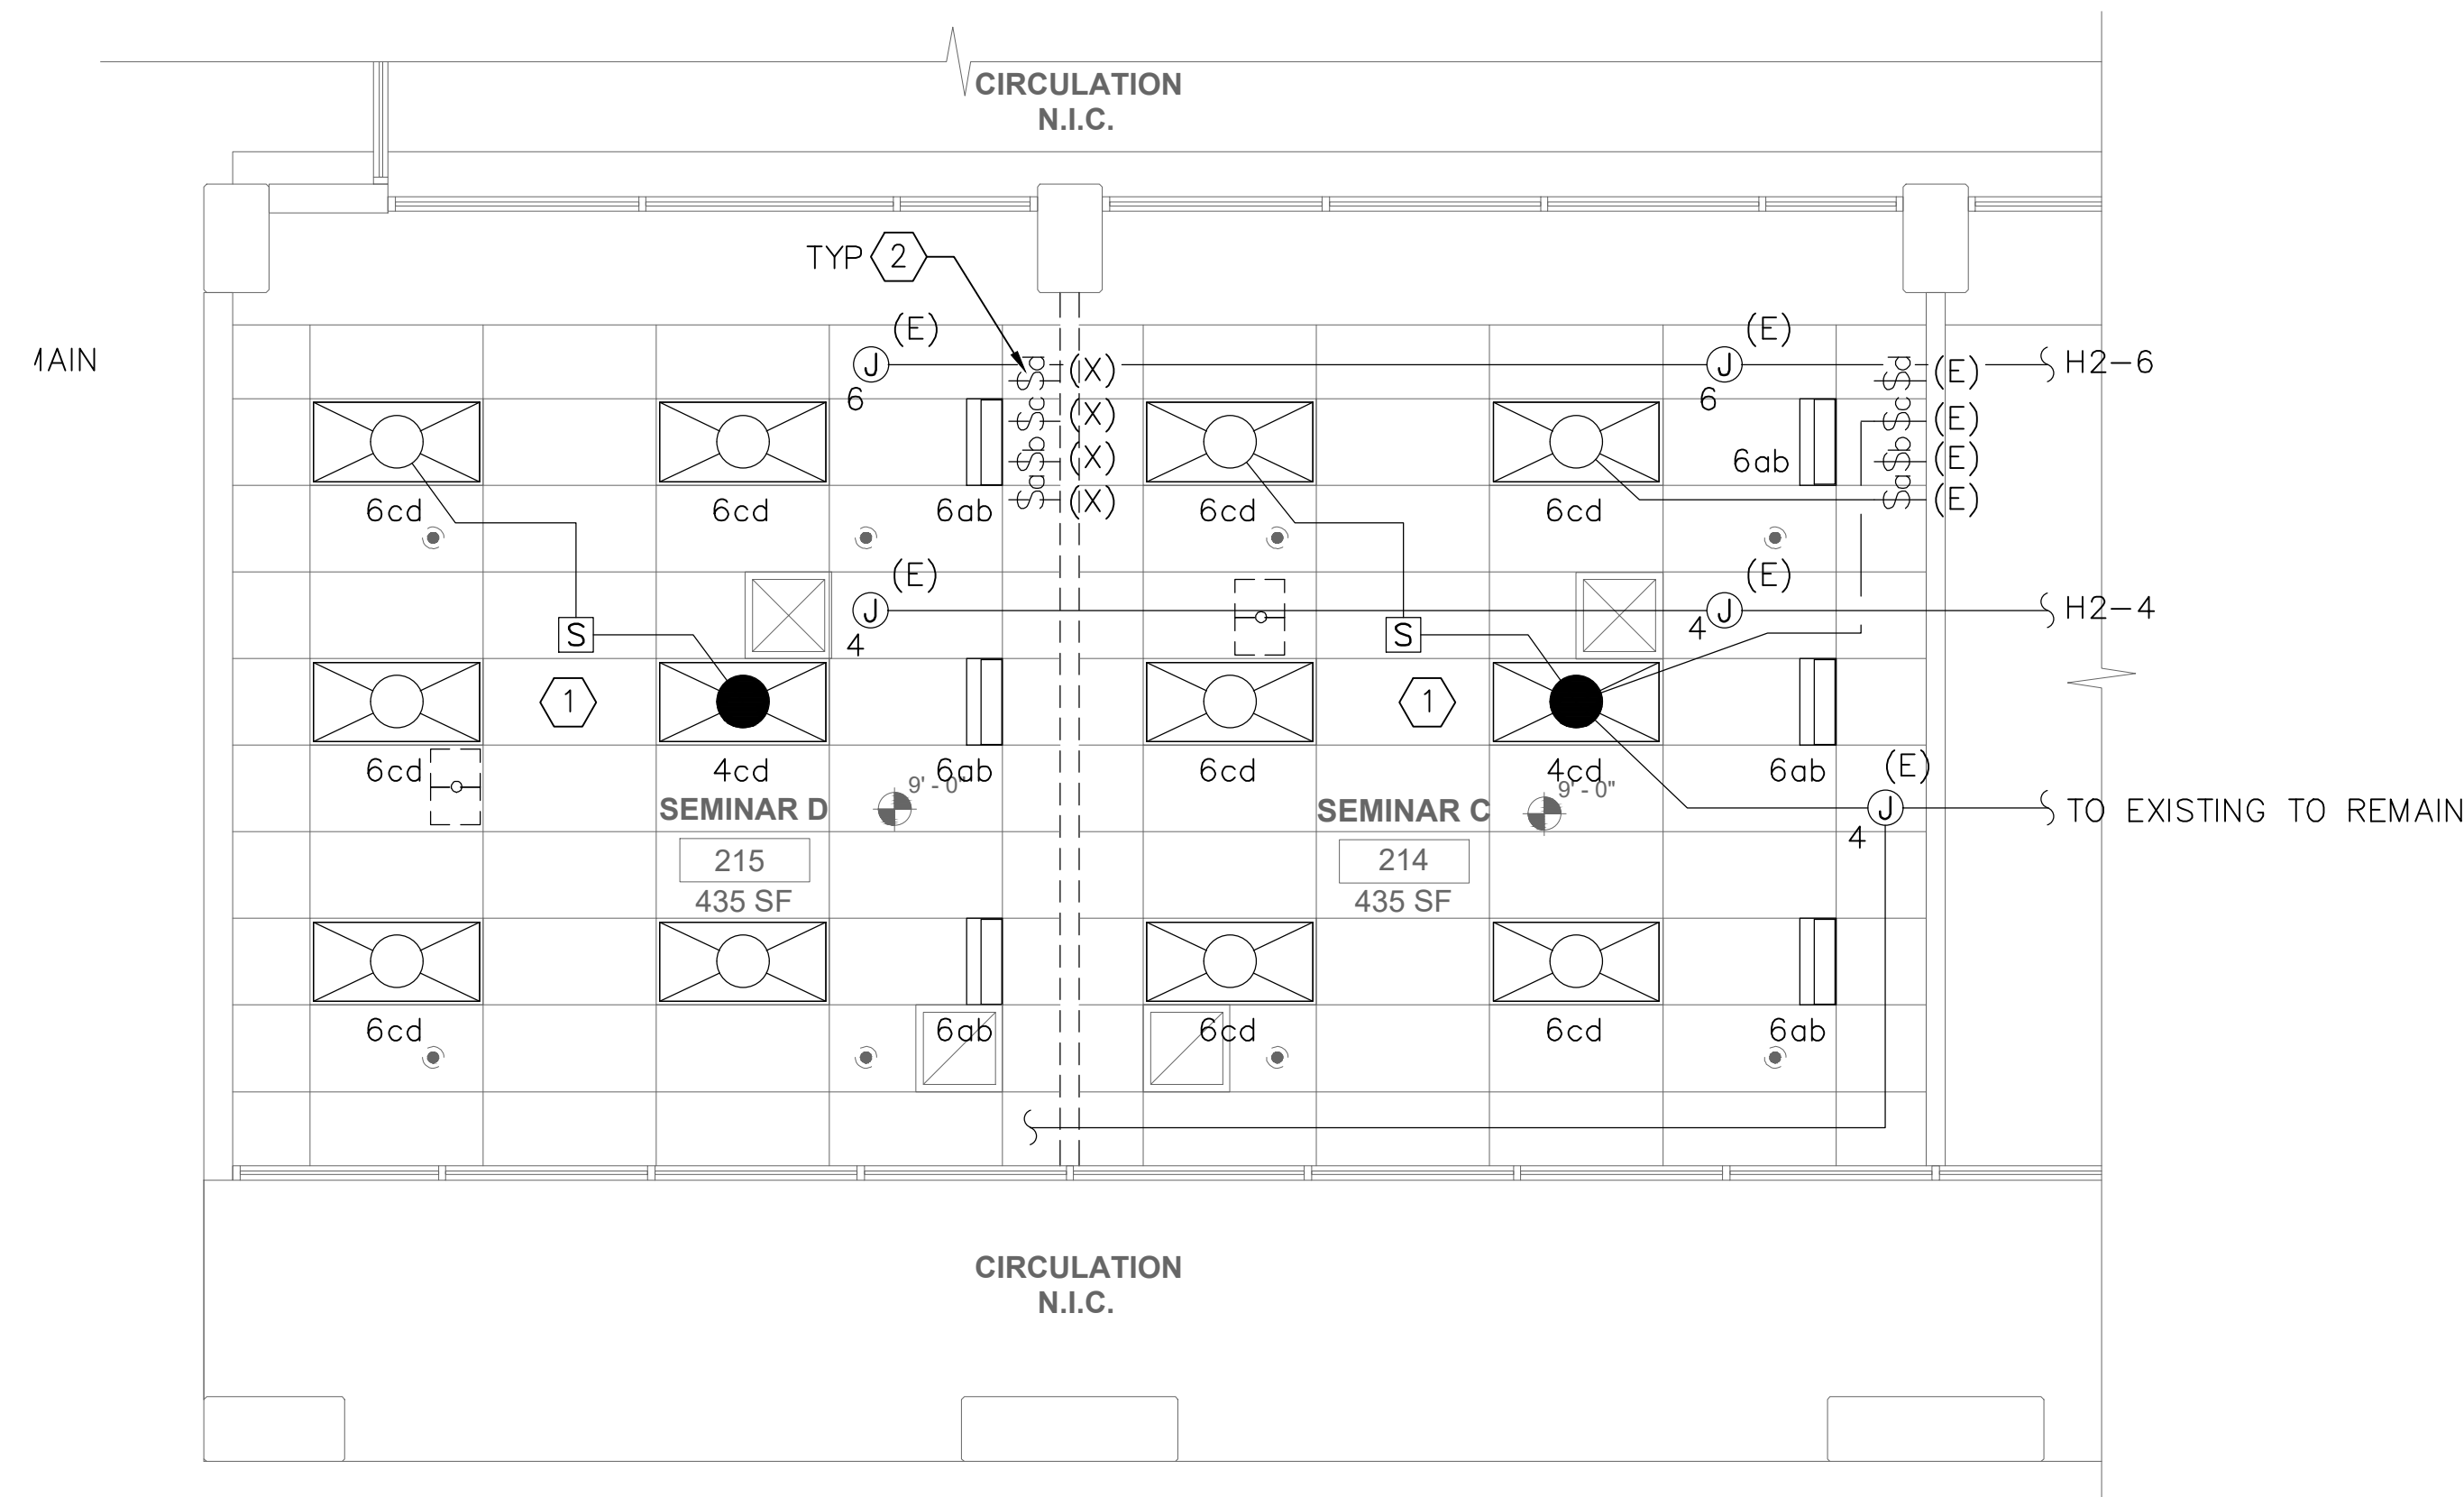 CIRCULATION
N.I.C.
TYP 2
(E)
(E)
J
6
Sd
(X)
J
6
Sd
(E)
H2-6
Sc
(X)
Sc
(E)
Sb
(X)
6ab
Sb
(E)
Sa
(X)
Sa
(E)
6cd
6cd
6ab
6cd
6cd
(E)
(E)
J
4
J
4
H2-4
S
S
1
1
6cd
4cd
6ab
6cd
4cd
6ab
(E)
9' - 0"
9' - 0"
SEMINAR D
SEMINAR C
J
4
TO EXISTING TO REMAIN
215
214
435 SF
435 SF
6cd
6ab
6cd
6cd
6ab
CIRCULATION
N.I.C.